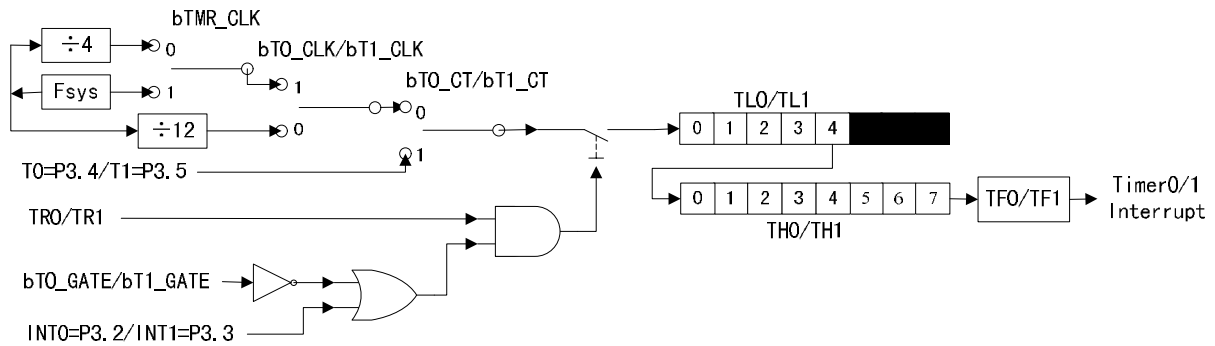 bTMR_CLK
÷4
0
bT0_CLK/bT1_CLK
Fsys
1
1
bT0_CT/bT1_CT
0
÷12
0
TL0/TL1
0 1 2 3 4
1
T0=P3.4/T1=P3.5
0 1 2 3 4 5 6 7
TF0/TF1
Timer0/1
Interrupt
TR0/TR1
TH0/TH1
bT0_GATE/bT1_GATE
INT0=P3.2/INT1=P3.3